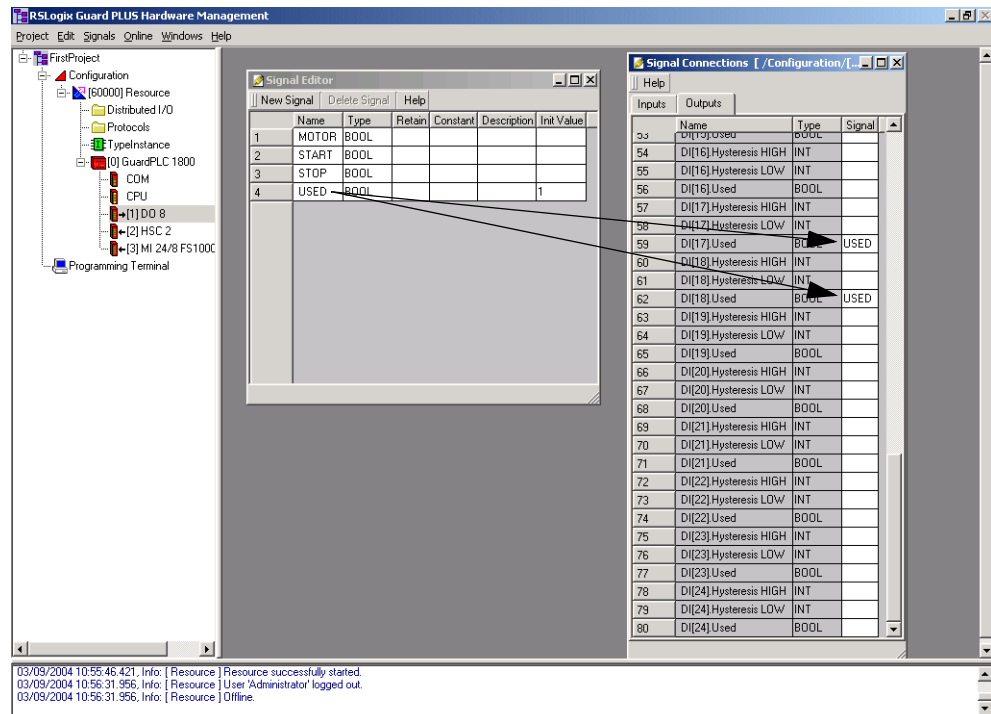 RSLogix Guard PLUS Hardware Management
Project Edit Signals Online Windows Help
FirstProject
Configuration
[60000] Resource
Distributed I/O
Protocols
TypeInstance
[0] GuardPLC 1800
COM
CPU
[1] DO 8
[2] HSC 2
[3] MI 24/8 FS100C
Programming Terminal
Signal Editor
New Signal Delete Signal Help
Name Type Retain Constant Description Init Value
1 MOTOR BOOL
2 START BOOL
3 STOP BOOL
4 USED BOOL 1
Signal Connections [ /Configuration/[...
Help
Inputs Outputs
Name Type Signal
53 DI[15].Used BOOL
54 DI[16].Hysteresis HIGH INT
55 DI[16].Hysteresis LOW INT
56 DI[16].Used BOOL
57 DI[17].Hysteresis HIGH INT
58 DI[17].Hysteresis LOW INT
59 DI[17].Used BOOL USED
60 DI[18].Hysteresis HIGH INT
61 DI[18].Hysteresis LOW INT
62 DI[18].Used BOOL USED
63 DI[19].Hysteresis HIGH INT
64 DI[19].Hysteresis LOW INT
65 DI[19].Used BOOL
66 DI[20].Hysteresis HIGH INT
67 DI[20].Hysteresis LOW INT
68 DI[20].Used BOOL
69 DI[21].Hysteresis HIGH INT
70 DI[21].Hysteresis LOW INT
71 DI[21].Used BOOL
72 DI[22].Hysteresis HIGH INT
73 DI[22].Hysteresis LOW INT
74 DI[22].Used BOOL
75 DI[23].Hysteresis HIGH INT
76 DI[23].Hysteresis LOW INT
77 DI[23].Used BOOL
78 DI[24].Hysteresis HIGH INT
79 DI[24].Hysteresis LOW INT
80 DI[24].Used BOOL
03/09/2004 10:55:46.421, Info: [ Resource ] Resource successfully started.
03/09/2004 10:56:31.956, Info: [ Resource ] User 'Administrator' logged out.
03/09/2004 10:56:31.956, Info: [ Resource ] Offline.